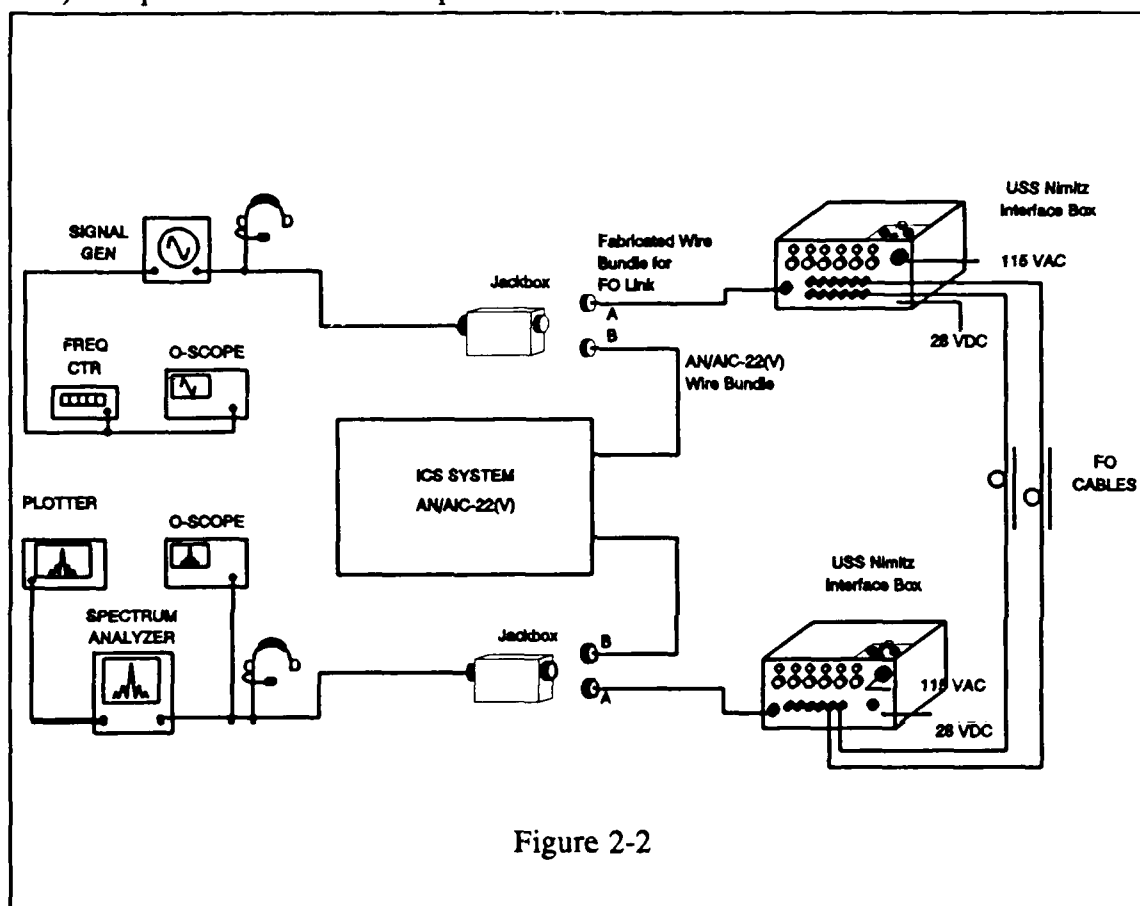 USS Nimitz
Interface Box
SIGNAL
GEN
Fabricated Wire
Bundle for
FO Link
115 VAC
Jackbox
A
B
28 VDC
FREQ
CTR
O-SCOPE
AN/AIC-22(V)
Wire Bundle
ICS SYSTEM
AN/AIC-22(V)
FO
CABLES
PLOTTER
O-SCOPE
USS Nimitz
Interface Box
SPECTRUM
ANALYZER
Jackbox
B
A
115 VAC
28 VDC
Figure 2-2